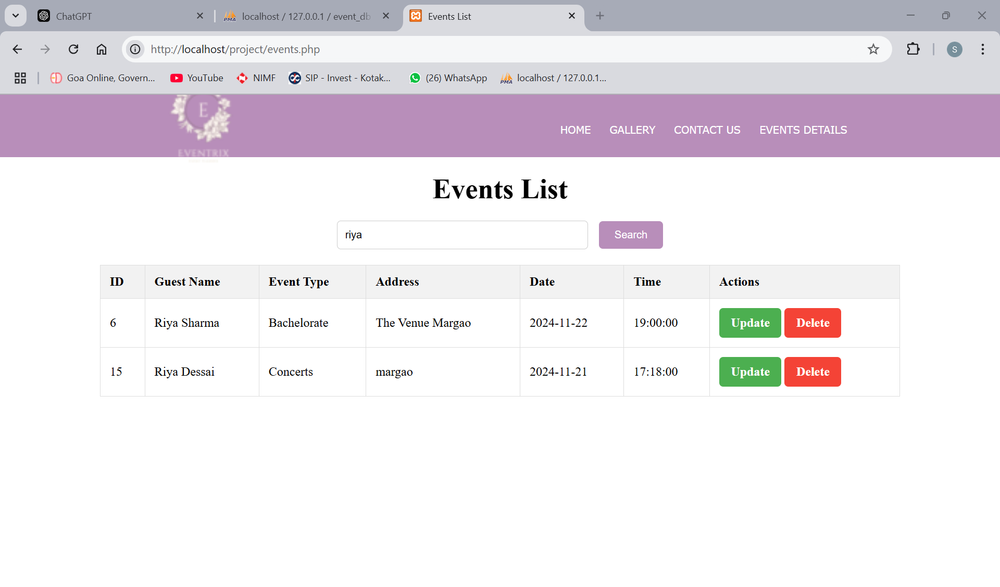 ChatGPT
localhost / 127.0.0.1 / event_db
Events List
http://localhost/project/events.php
S
Goa Online, Govern...
YouTube
NIMF
SIP - Invest - Kotak...
(26) WhatsApp
PMA
localhost / 127.0.0.1...
E
EVENTRIX
HOME GALLERY CONTACT US EVENTS DETAILS
Events List
riya Search
ID Guest Name Event Type Address Date Time Actions
6 Riya Sharma Bachelorate The Venue Margao 2024-11-22 19:00:00 Update Delete
15 Riya Dessai Concerts margao 2024-11-21 17:18:00 Update Delete